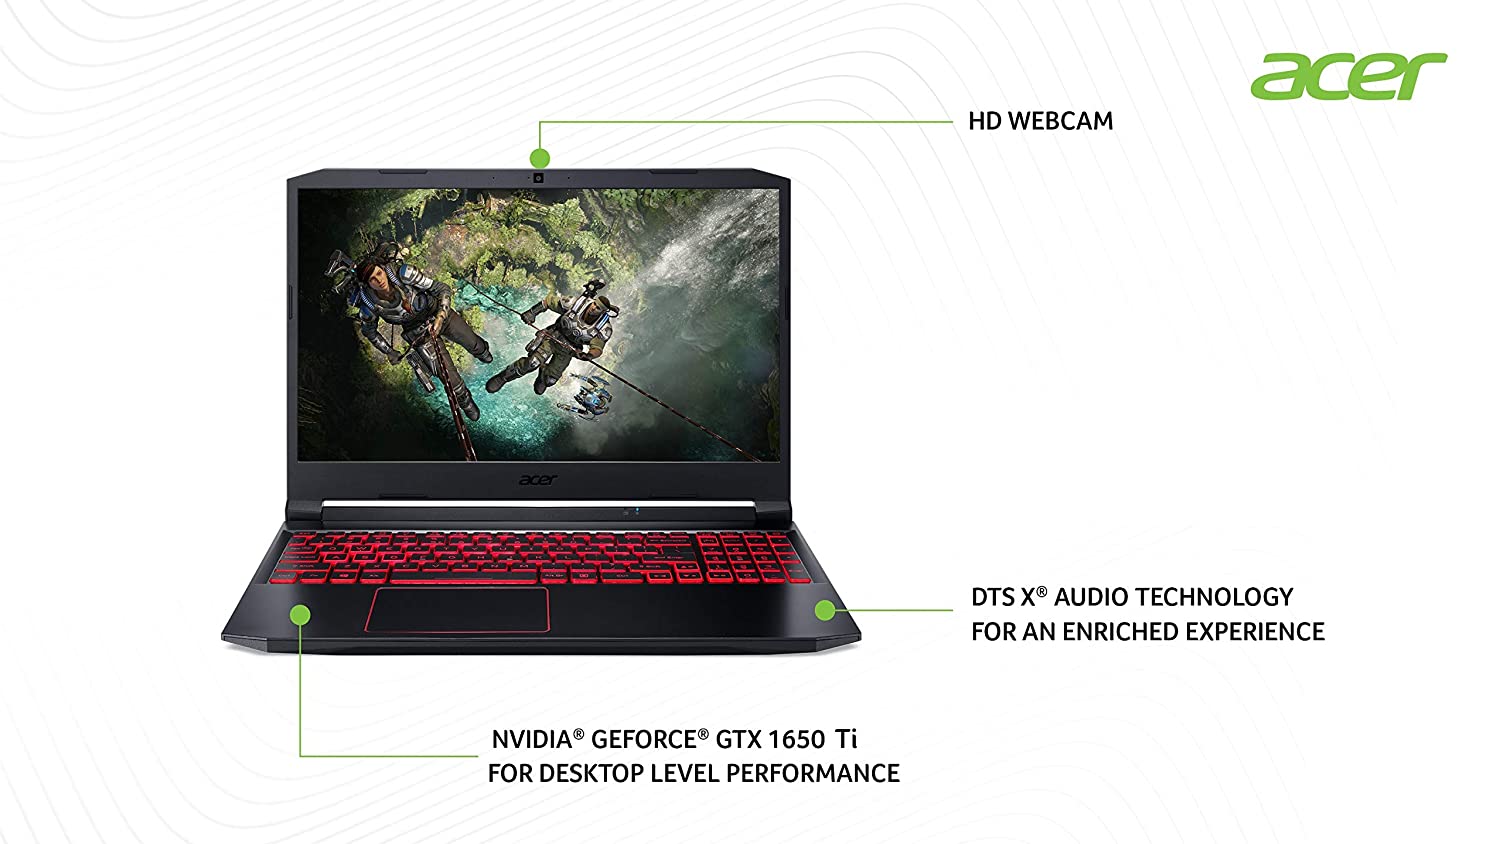 acer
HD WEBCAM
acer
DTS X® AUDIO TECHNOLOGY
FOR AN ENRICHED EXPERIENCE
NVIDIA® GEFORCE® GTX 1650 Ti
FOR DESKTOP LEVEL PERFORMANCE